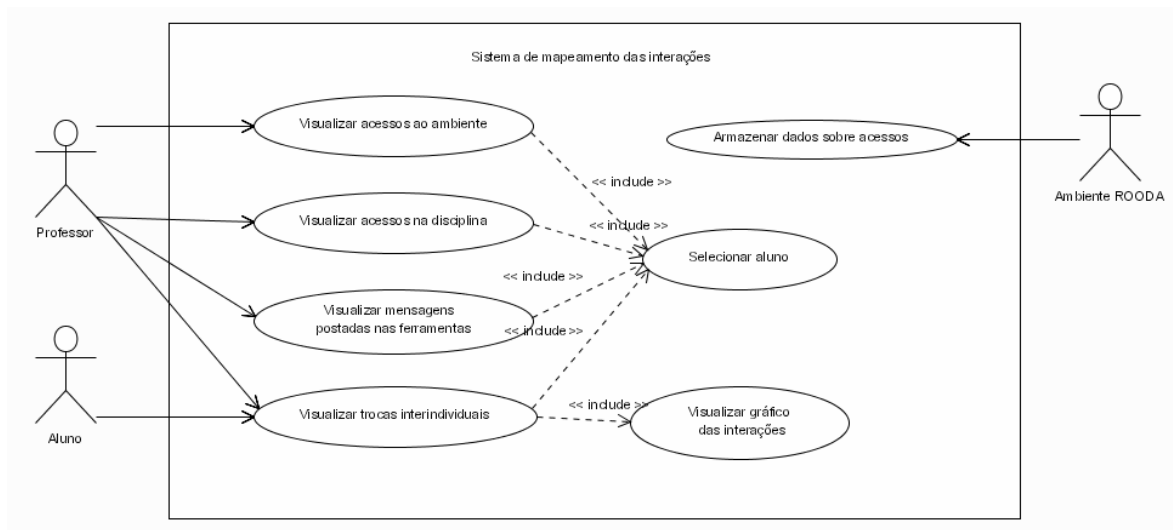 Sistema de mapeamento das interações
Visualizar acessos ao ambiente
Armazenar dados sobre acessos
<< include >>
Ambiente ROODA
Visualizar acessos na disciplina
<< include >>
Professor
Selecionar aluno
<< include >>
Visualizar mensagens
postadas nas ferramentas
<< include >>
<< include >>
Visualizar trocas interindividuais
Visualizar gráfico
das interações
Aluno